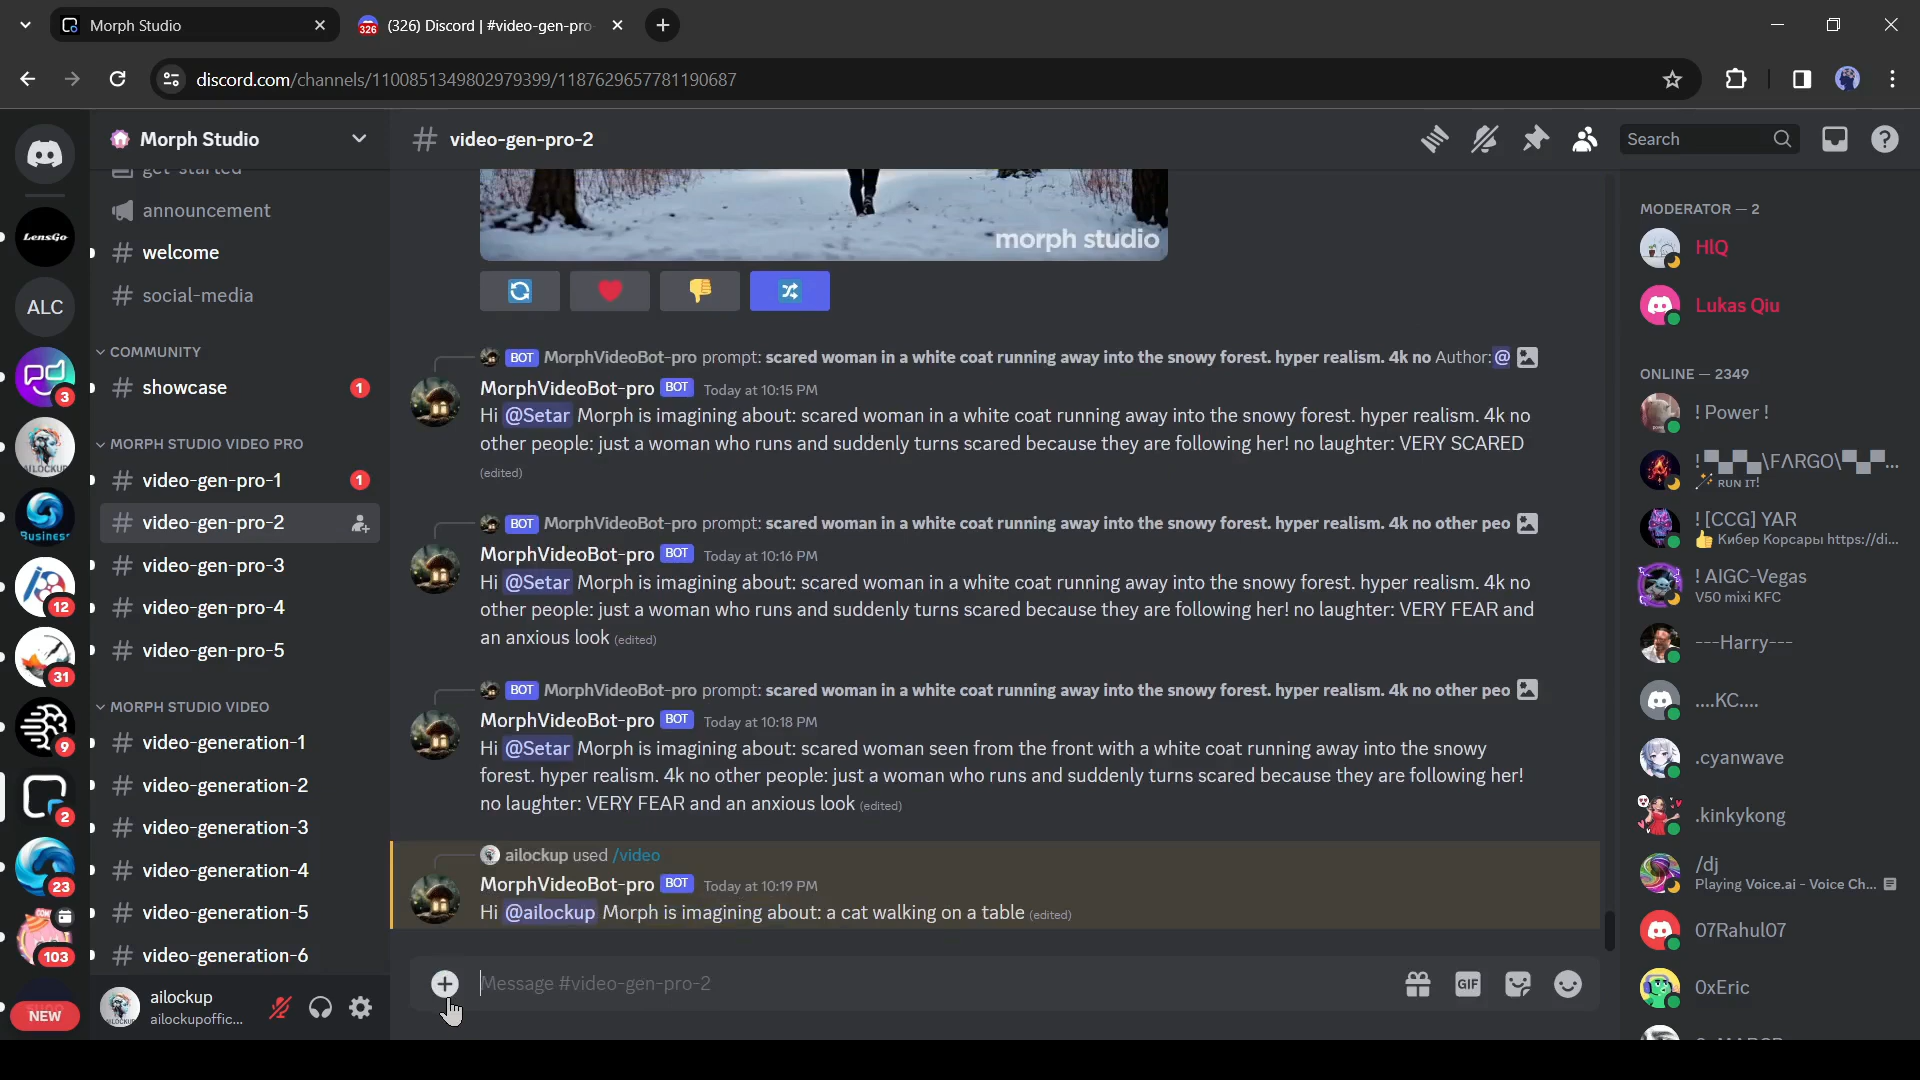 Morph Studio
326
(326) Discord | #video-gen-pro-
discord.com/channels/1100851349802979399/1187629657781190687
Morph Studio
video-gen-pro-2
Search
get-started
announcement
welcome
social-media
COMMUNITY
showcase
1
MORPH STUDIO VIDEO PRO
video-gen-pro-1
1
video-gen-pro-2
video-gen-pro-3
video-gen-pro-4
video-gen-pro-5
MORPH STUDIO VIDEO
video-generation-1
video-generation-2
video-generation-3
video-generation-4
video-generation-5
video-generation-6
LensGo
ALC
3
AILOCKUP
Business
12
31
9
2
23
103
NEW
ailockup
ailockupoffic...
morph studio
BOT MorphVideoBot-pro prompt: scared woman in a white coat running away into the snowy forest. hyper realism. 4k no Author:@
MorphVideoBot-pro BOT Today at 10:15 PM
Hi @Setar Morph is imagining about: scared woman in a white coat running away into the snowy forest. hyper realism. 4k no
other people: just a woman who runs and suddenly turns scared because they are following her! no laughter: VERY SCARED
(edited)
BOT MorphVideoBot-pro prompt: scared woman in a white coat running away into the snowy forest. hyper realism. 4k no other peo
MorphVideoBot-pro BOT Today at 10:16 PM
Hi @Setar Morph is imagining about: scared woman in a white coat running away into the snowy forest. hyper realism. 4k no
other people: just a woman who runs and suddenly turns scared because they are following her! no laughter: VERY FEAR and
an anxious look (edited)
BOT MorphVideoBot-pro prompt: scared woman in a white coat running away into the snowy forest. hyper realism. 4k no other peo
MorphVideoBot-pro BOT Today at 10:18 PM
Hi @Setar Morph is imagining about: scared woman seen from the front with a white coat running away into the snowy
forest. hyper realism. 4k no other people: just a woman who runs and suddenly turns scared because they are following her!
no laughter: VERY FEAR and an anxious look (edited)
ailockup used /video
MorphVideoBot-pro BOT Today at 10:19 PM
Hi @ailockup Morph is imagining about: a cat walking on a table (edited)
Message #video-gen-pro-2
GIF
MODERATOR — 2
HlQ
Lukas Qiu
ONLINE — 2349
! Power !
! ▀▄▀▄\FΛRGO\▀▄▀...
RUN IT!
! [CCG] YAR
Кибер Корсары https://di...
! AIGC-Vegas
V50 mixi KFC
---Harry---
....KC....
.cyanwave
.kinkykong
/dj
Playing Voice.ai - Voice Ch...
07Rahul07
0xEric